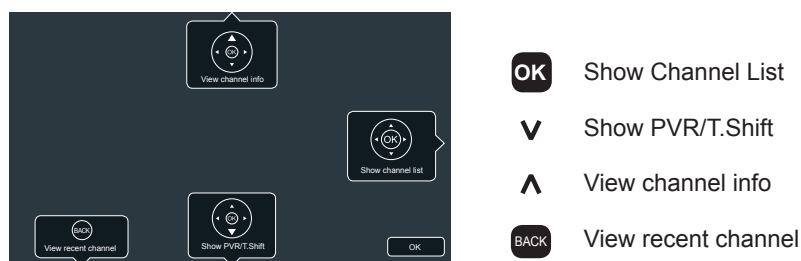 OK
View channel info
OK
Show channel list
BACK
View recent channel
OK
Show PVR/T.Shift
OK
OK Show Channel List
Show PVR/T.Shift
View channel info
BACK View recent channel